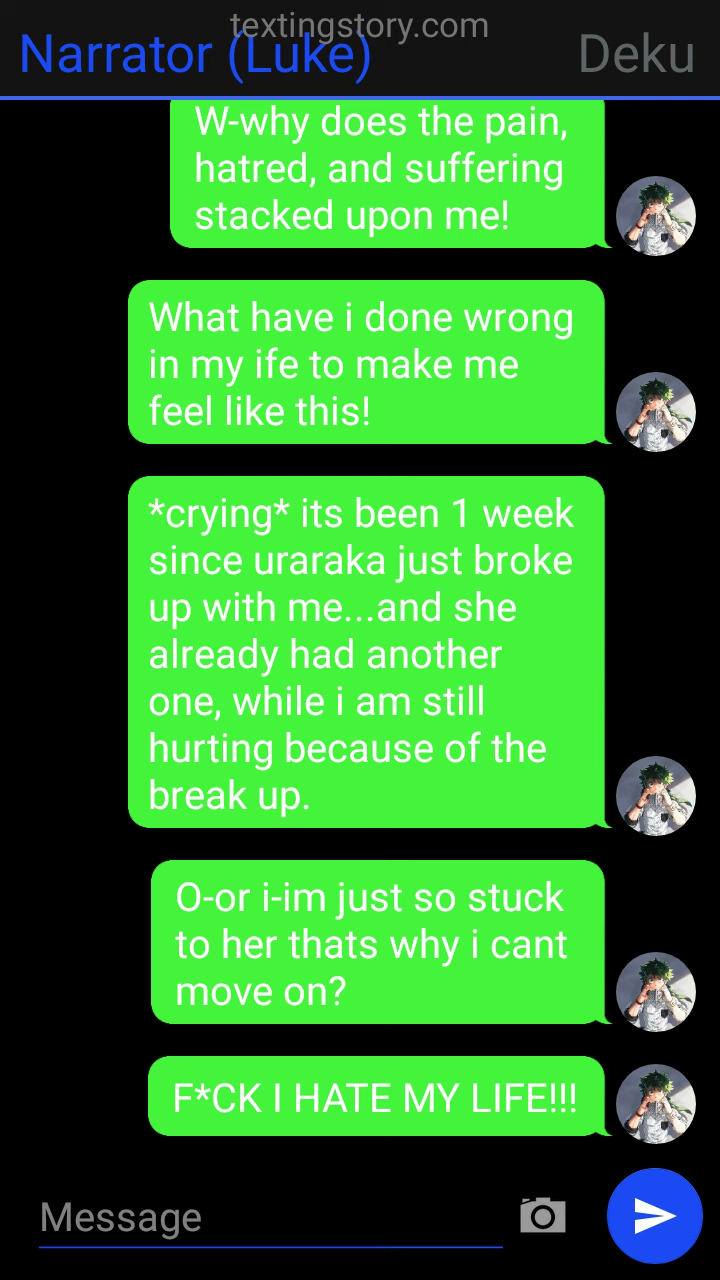 textingstory.com
Narrator (Luke)
Deku
W-why does the pain,
hatred, and suffering
stacked upon me!
What have i done wrong
in my ife to make me
feel like this!
*crying* its been 1 week
since uraraka just broke
up with me...and she
already had another
one, while i am still
hurting because of the
break up.
O-or i-im just so stuck
to her thats why i cant
move on?
F*CK I HATE MY LIFE!!!
Message